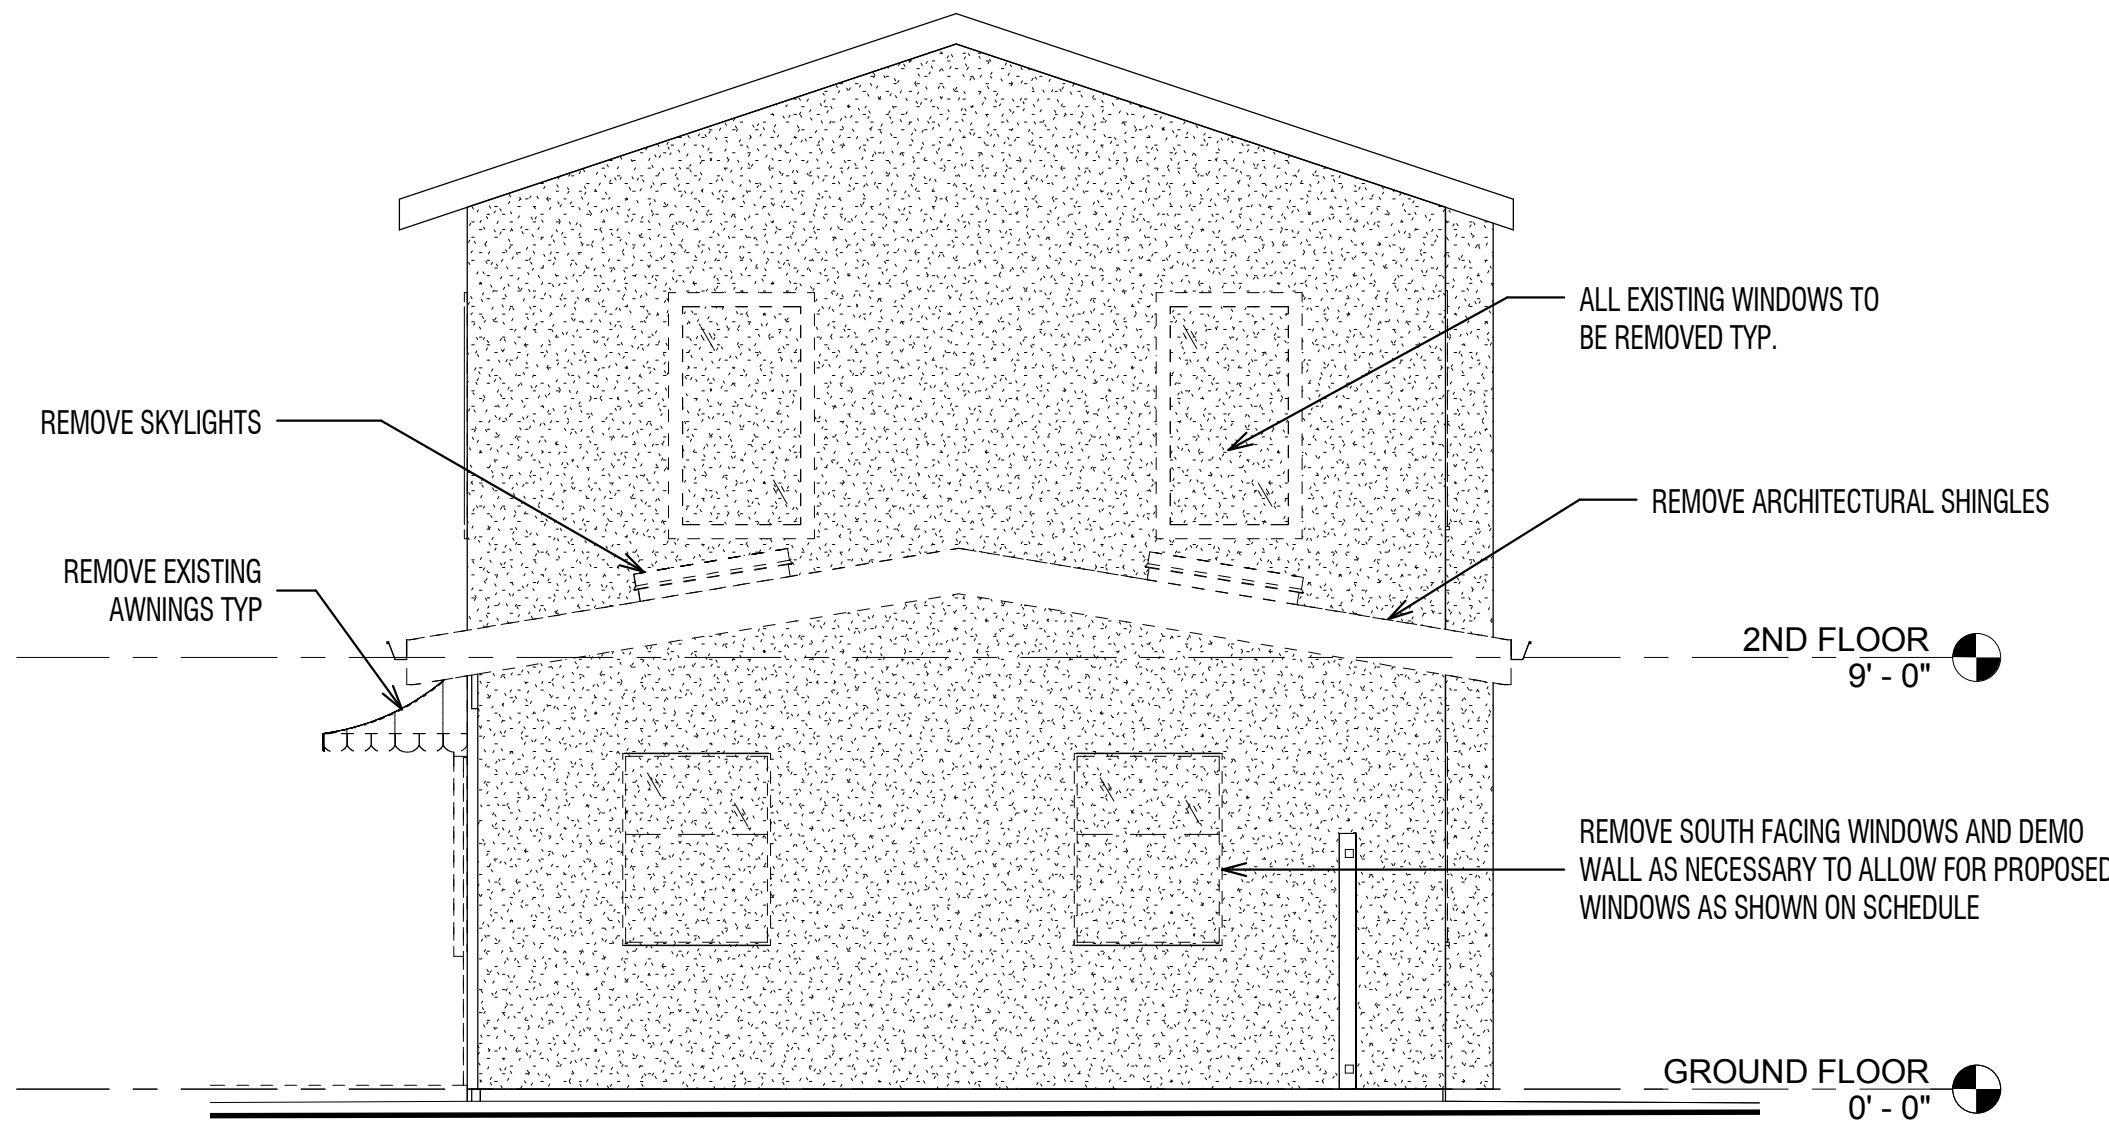 ALL EXISTING WINDOWS TO
BE REMOVED TYP.
REMOVE SKYLIGHTS
REMOVE ARCHITECTURAL SHINGLES
REMOVE EXISTING
AWNINGS TYP
2ND FLOOR
9' - 0"
REMOVE SOUTH FACING WINDOWS AND DEMO
WALL AS NECESSARY TO ALLOW FOR PROPOSED
WINDOWS AS SHOWN ON SCHEDULE
GROUND FLOOR
0' - 0"